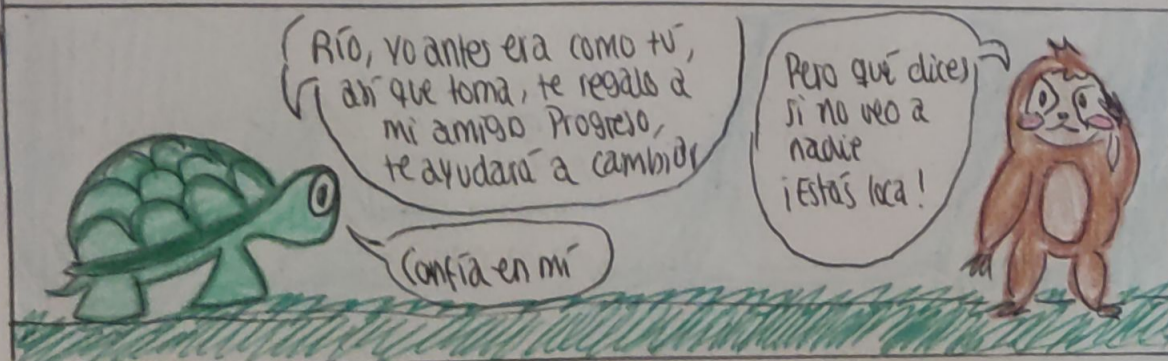 Río, yo antes era como tú,
así que toma, te regalo a
mi amigo Progreso,
te ayudará a cambiar
Confía en mí
Pero qué dices,
si no veo a
nadie
¡Estás loca!